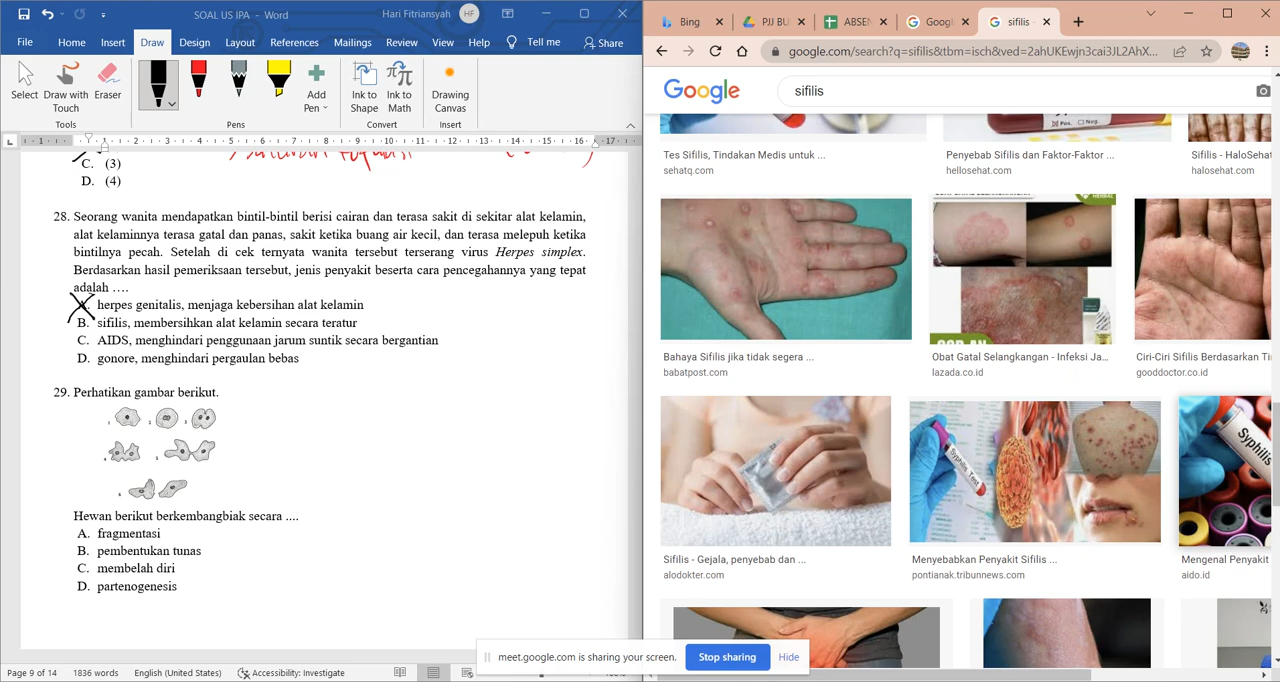 SOAL US IPA - Word
Hari Fitriansyah
HF
File
Home
Insert
Draw
Design
Layout
References
Mailings
Review
View
Help
Tell me
Share
Select
Draw with
Touch
Eraser
Add
Pen
Ink to
Shape
Ink to
Math
Drawing
Canvas
Tools
Pens
Convert
Insert
C. (3)
D. (4)
28. Seorang wanita mendapatkan bintil-bintil berisi cairan dan terasa sakit di sekitar alat kelamin,
alat kelaminnya terasa gatal dan panas, sakit ketika buang air kecil, dan terasa melepuh ketika
bintilnya pecah. Setelah di cek ternyata wanita tersebut terserang virus Herpes simplex.
Berdasarkan hasil pemeriksaan tersebut, jenis penyakit beserta cara pencegahannya yang tepat
adalah ….
A. herpes genitalis, menjaga kebersihan alat kelamin
B. sifilis, membersihkan alat kelamin secara teratur
C. AIDS, menghindari penggunaan jarum suntik secara bergantian
D. gonore, menghindari pergaulan bebas
29. Perhatikan gambar berikut.
1 2 3
4 5
6
Hewan berikut berkembangbiak secara ....
A. fragmentasi
B. pembentukan tunas
C. membelah diri
D. partenogenesis
Page 9 of 14
1836 words
English (United States)
Accessibility: Investigate
meet.google.com is sharing your screen.
Stop sharing
Hide
Bing
PJJ BU
ABSEN
Googl
sifilis
google.com/search?q=sifilis&tbm=isch&ved=2ahUKEwjn3cai3JL2AhX...
Google
sifilis
Tes Sifilis, Tindakan Medis untuk ...
sehatq.com
Penyebab Sifilis dan Faktor-Faktor ...
hellosehat.com
Sifilis - HaloSehat
halosehat.com
Bahaya Sifilis jika tidak segera ...
babatpost.com
Obat Gatal Selangkangan - Infeksi Ja...
lazada.co.id
Ciri-Ciri Sifilis Berdasarkan Ti
gooddoctor.co.id
Syphilis Test
Syphilis
Sifilis - Gejala, penyebab dan ...
alodokter.com
Menyebabkan Penyakit Sifilis ...
pontianak.tribunnews.com
Mengenal Penyakit
aido.id